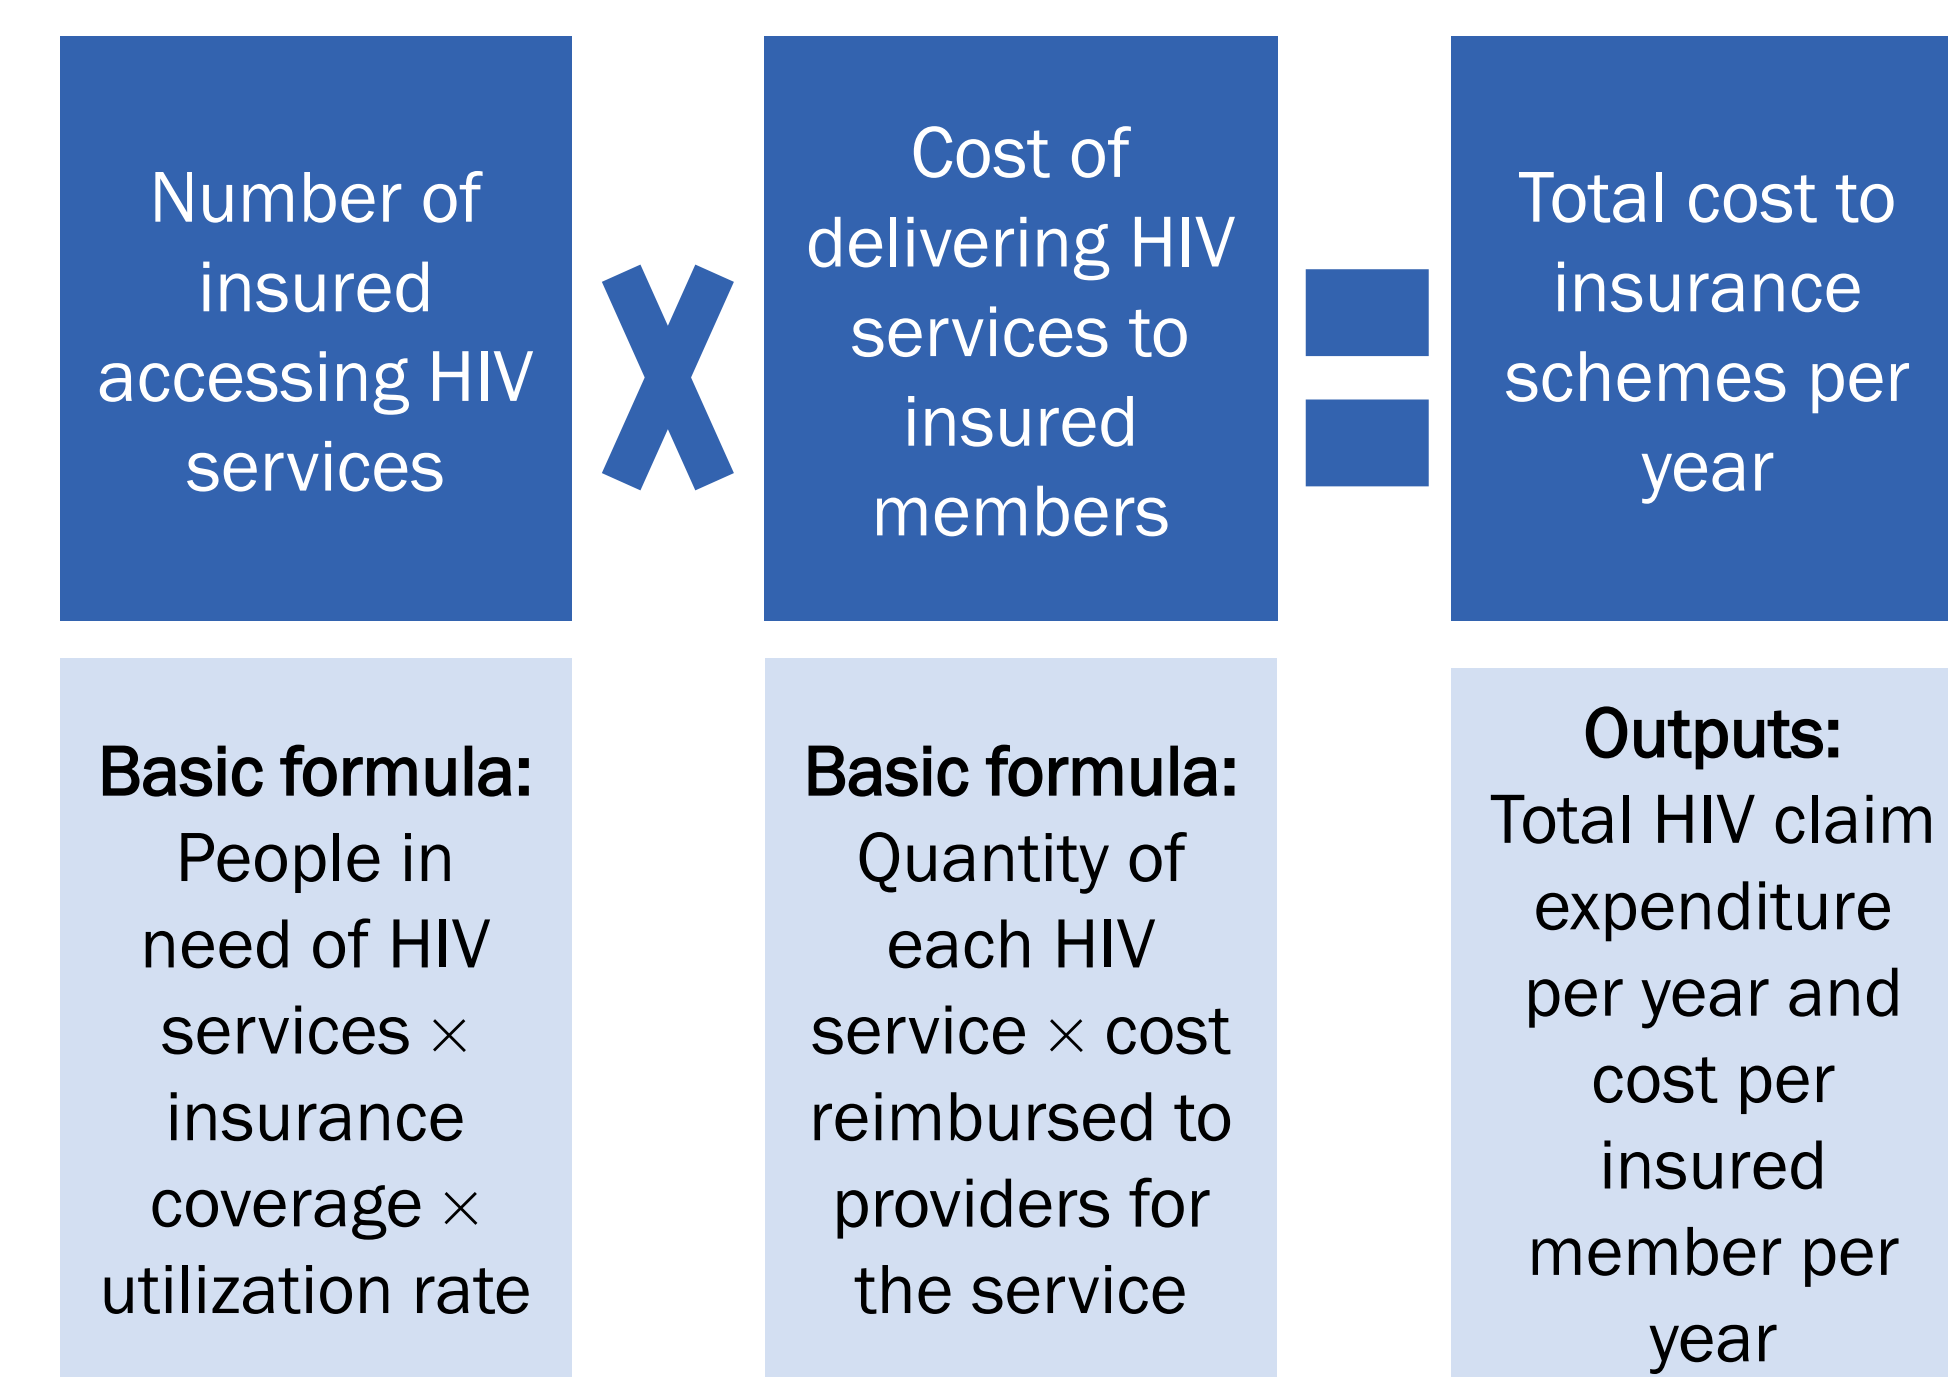 Number of
insured
accessing HIV
services
Cost of
delivering HIV
services to
insured
members
Total cost to
insurance
schemes per
year
Basic formula:
People in
need of HIV
services ×
insurance
coverage ×
utilization rate
Basic formula:
Quantity of
each HIV
service × cost
reimbursed to
providers for
the service
Outputs:
Total HIV claim
expenditure
per year and
cost per
insured
member per
year